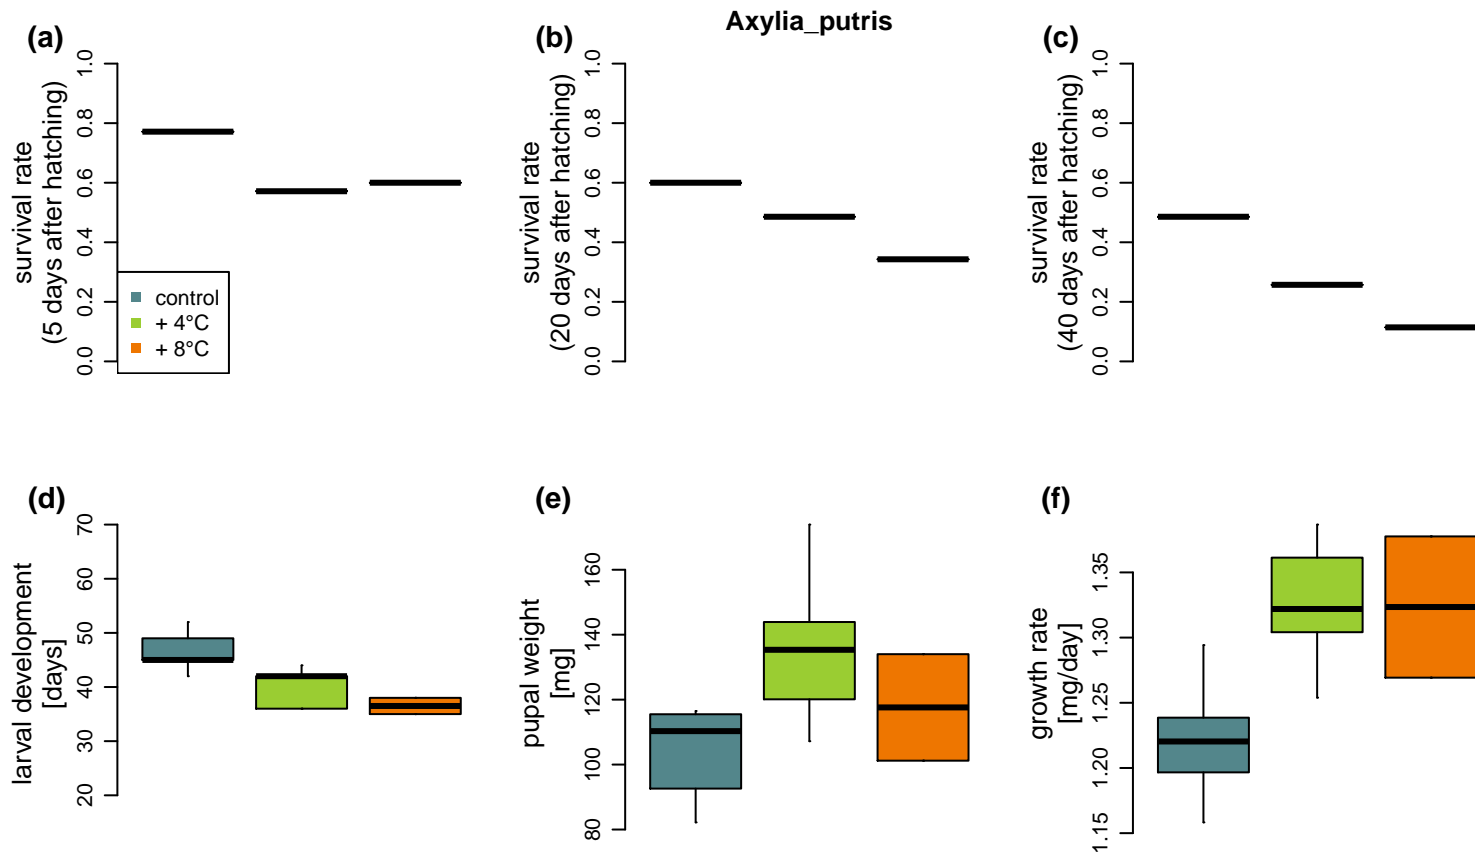 Axylia_putris
(a)
survival rate
(5 days after hatching)
1.0
0.8
0.6
0.4
0.2
0.0
control
+ 4°C
+ 8°C
(b)
survival rate
(20 days after hatching)
1.0
0.8
0.6
0.4
0.2
0.0
(c)
survival rate
(40 days after hatching)
1.0
0.8
0.6
0.4
0.2
0.0
(d)
larval development
[days]
70
60
50
40
30
20
(e)
pupal weight
[mg]
160
140
120
100
80
(f)
growth rate
[mg/day]
1.35
1.30
1.25
1.20
1.15